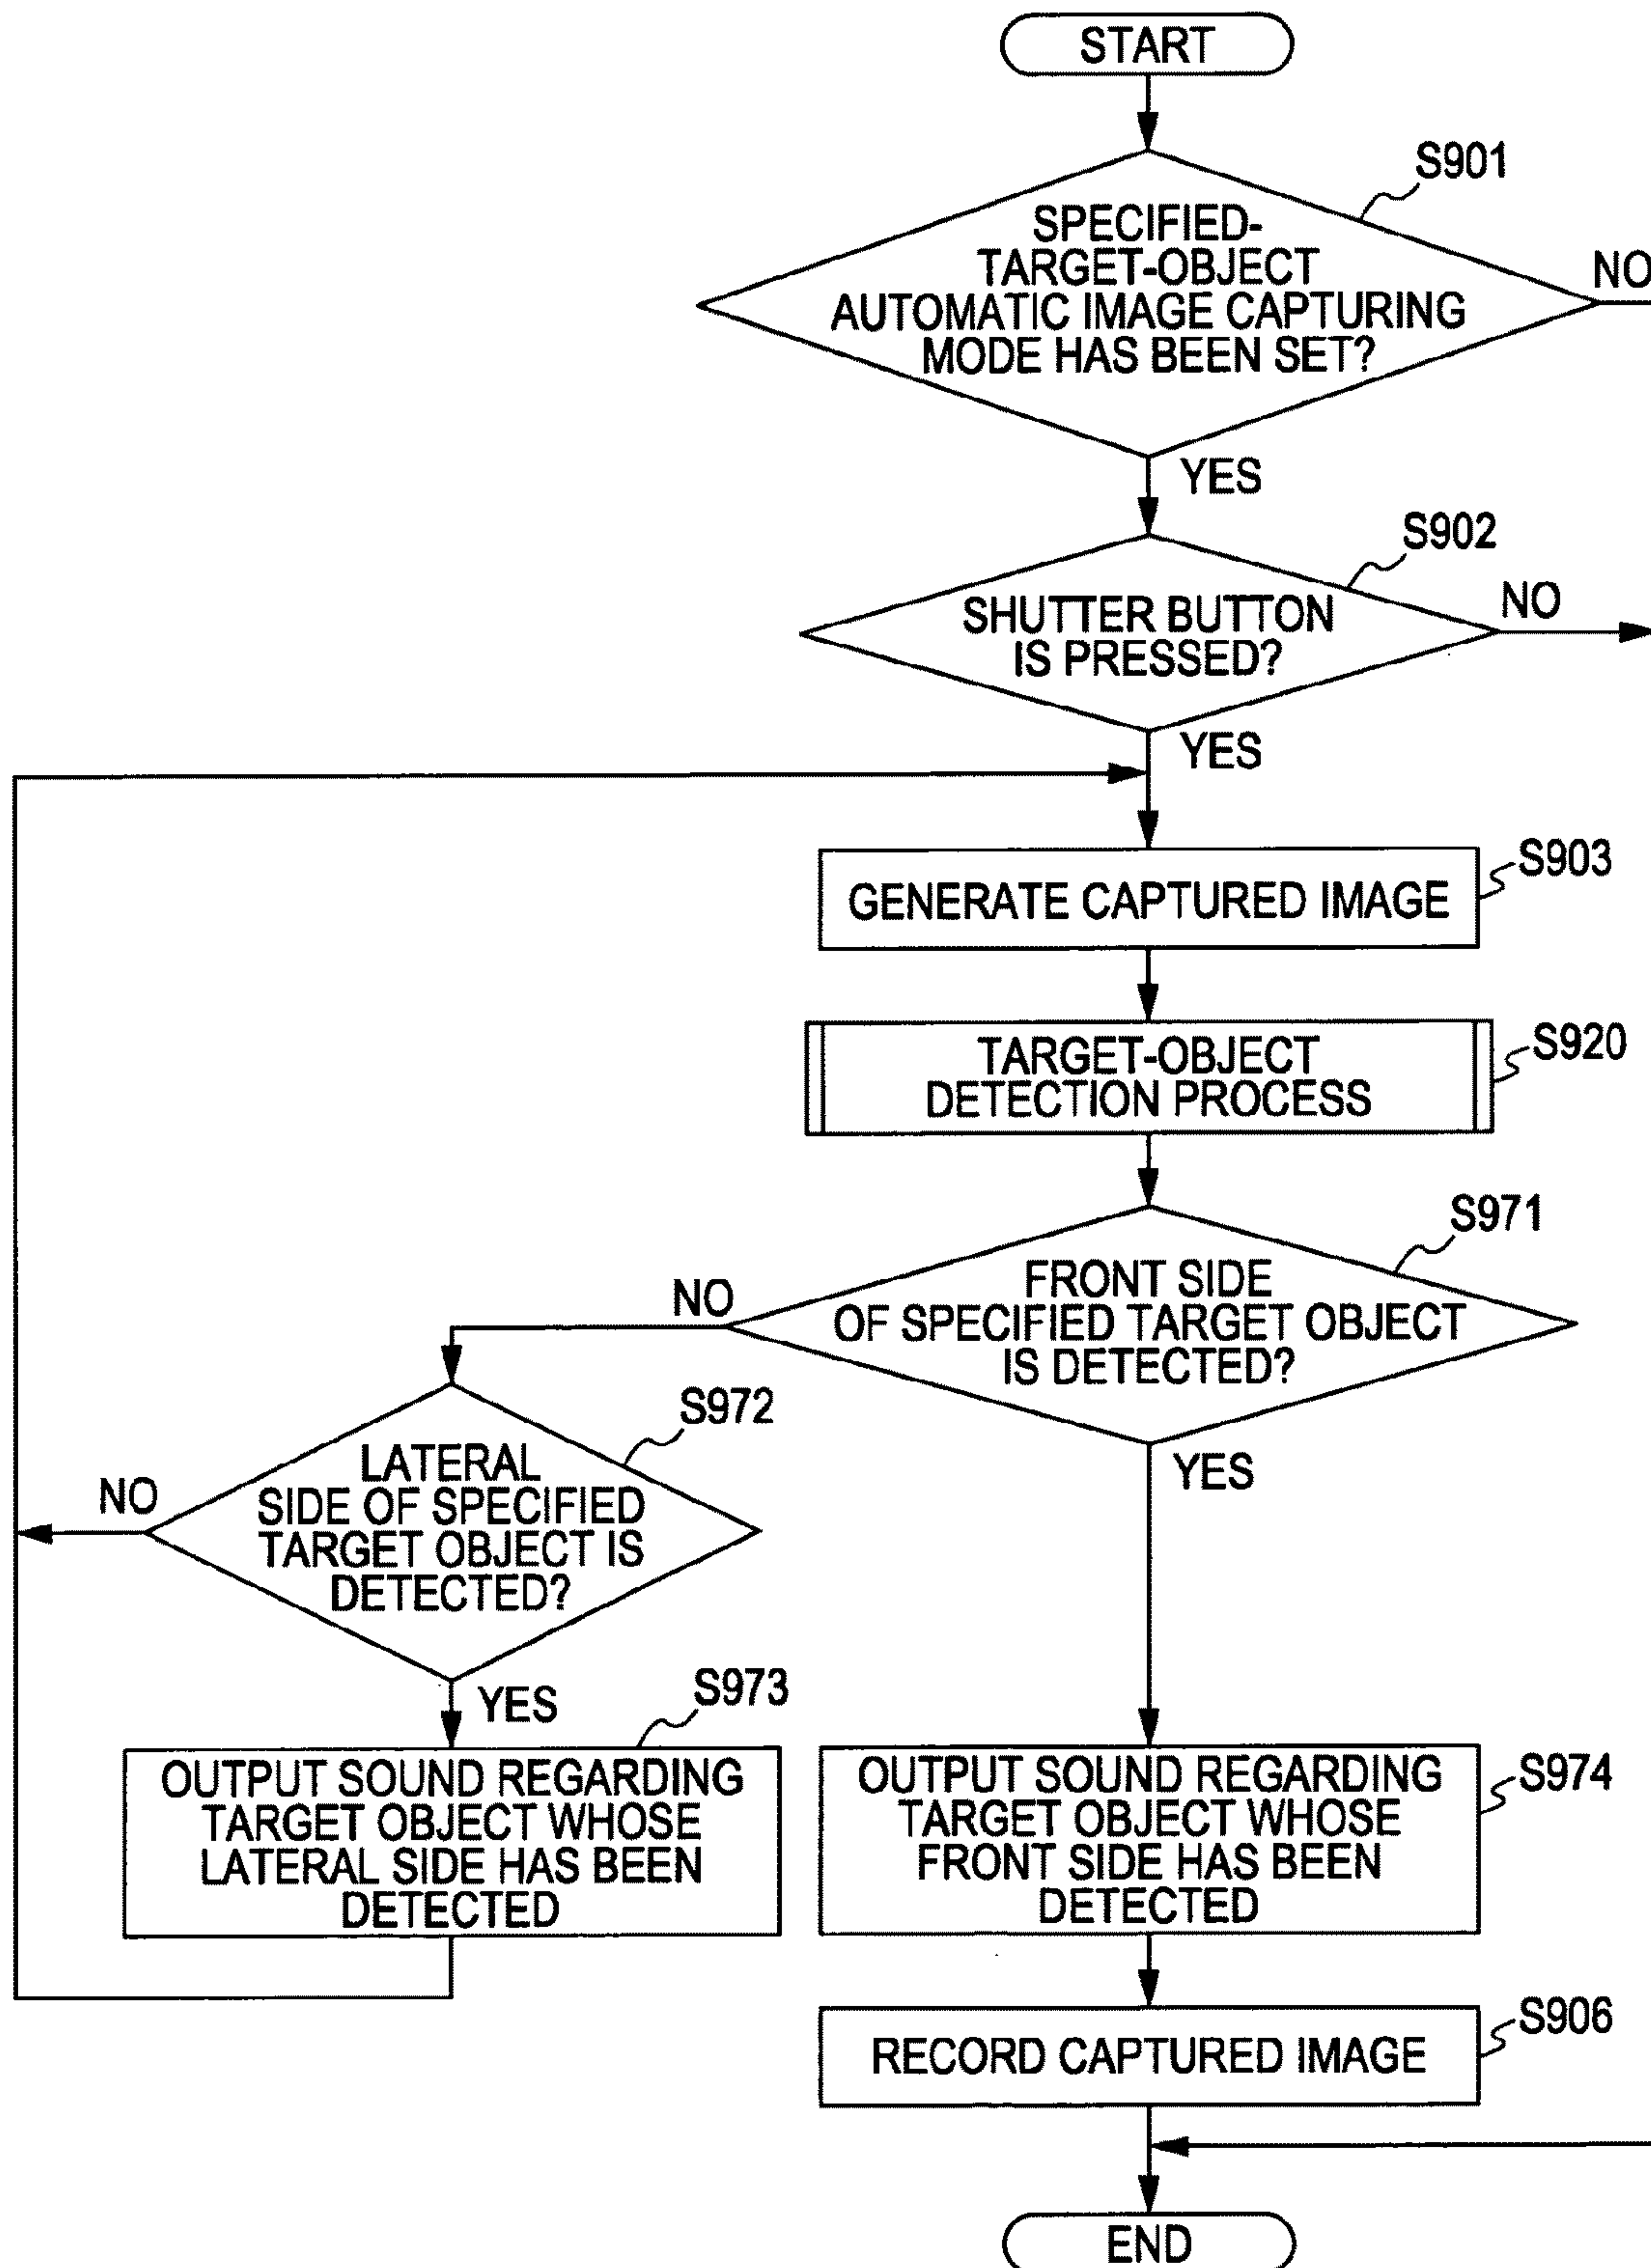 START
S901
SPECIFIED-
TARGET-OBJECT
AUTOMATIC IMAGE CAPTURING
MODE HAS BEEN SET?
NO
YES
S902
SHUTTER BUTTON
IS PRESSED?
NO
YES
S903
GENERATE CAPTURED IMAGE
S920
TARGET-OBJECT
DETECTION PROCESS
S971
FRONT SIDE
OF SPECIFIED TARGET OBJECT
IS DETECTED?
NO
YES
S972
LATERAL
SIDE OF SPECIFIED
TARGET OBJECT IS
DETECTED?
NO
YES
S973
OUTPUT SOUND REGARDING
TARGET OBJECT WHOSE
LATERAL SIDE HAS BEEN
DETECTED
S974
OUTPUT SOUND REGARDING
TARGET OBJECT WHOSE
FRONT SIDE HAS BEEN
DETECTED
S906
RECORD CAPTURED IMAGE
END